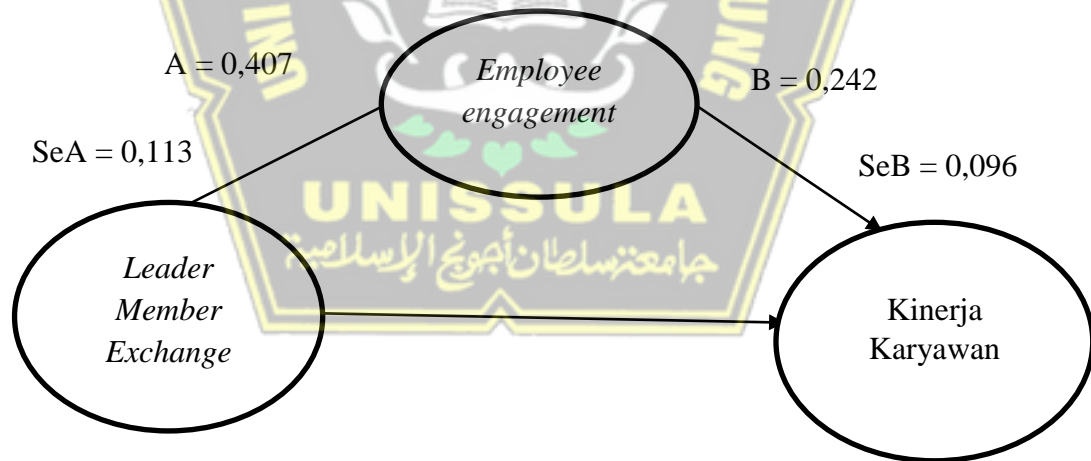 A = 0,407
Employee
engagement
B = 0,242
SeA = 0,113
SeB = 0,096
UNISSULA
جامعة سلطان أجونج الإسلامية
Leader
Member
Exchange
Kinerja
Karyawan